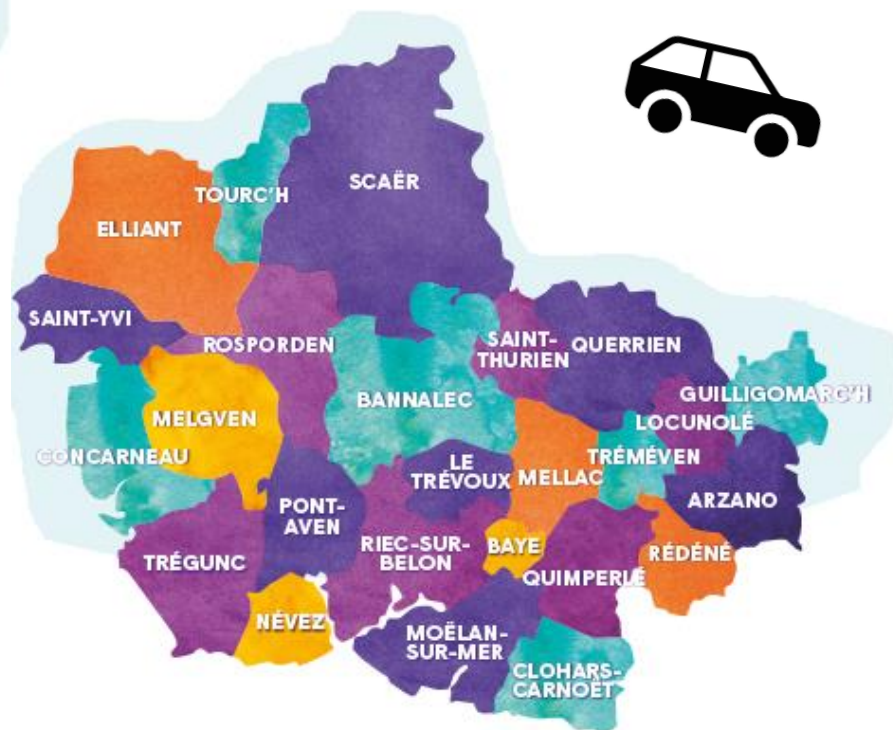 SCAËR
TOURC'H
ELLIANT
SAINT-YVI
ROSPORDEN
SAINT-
THURIEN
QUERRIEN
GUILLIGOMARC'H
BANNALEC
MELGVEN
LOCUNOLÉ
CONCARNEAU
TRÉMÉVEN
LE
TRÉVOUX
MELLAC
ARZANO
PONT-
AVEN
TRÉGUNC
RIEC-SUR-
BELON
BAYE
RÉDÉNÉ
QUIMPERLÉ
NÉVEZ
MOËLAN-
SUR-MER
CLOHARS-
CARNOËT